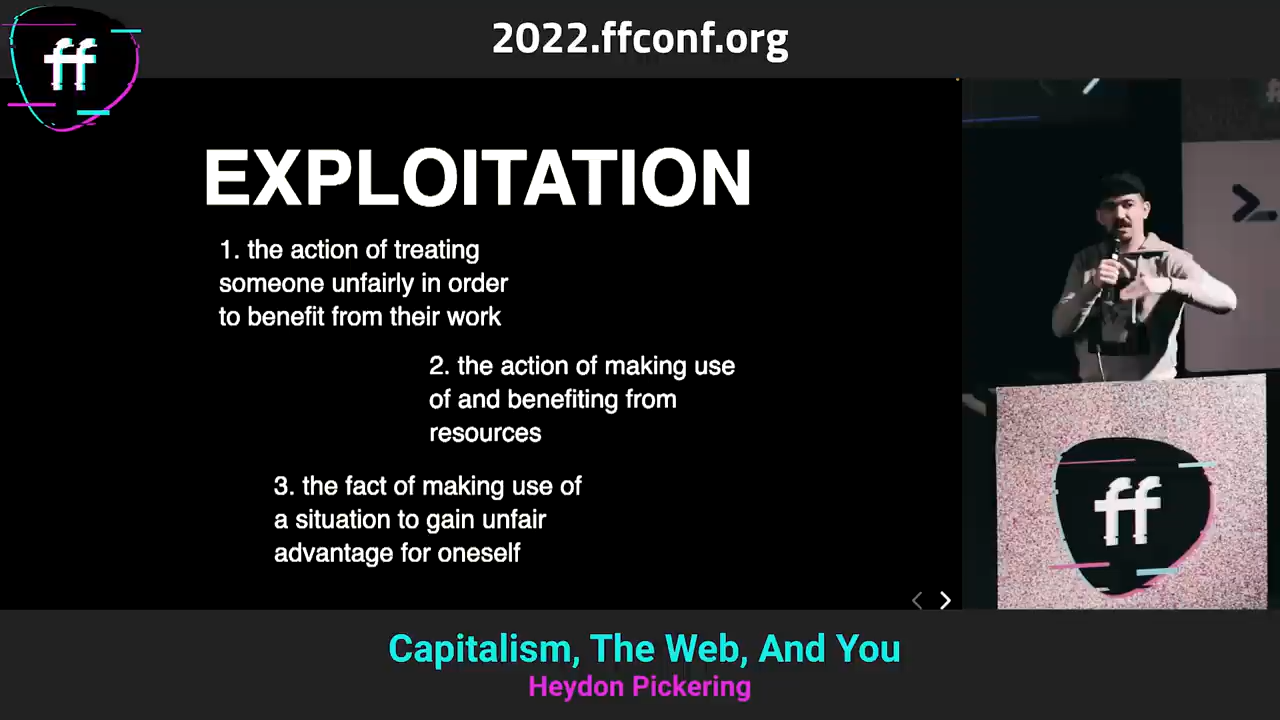 2022.ffconf.org
ff
EXPLOITATION
1. the action of treating
someone unfairly in order
to benefit from their work
2. the action of making use
of and benefiting from
resources
3. the fact of making use of
a situation to gain unfair
advantage for oneself
ff
Capitalism, The Web, And You
Heydon Pickering